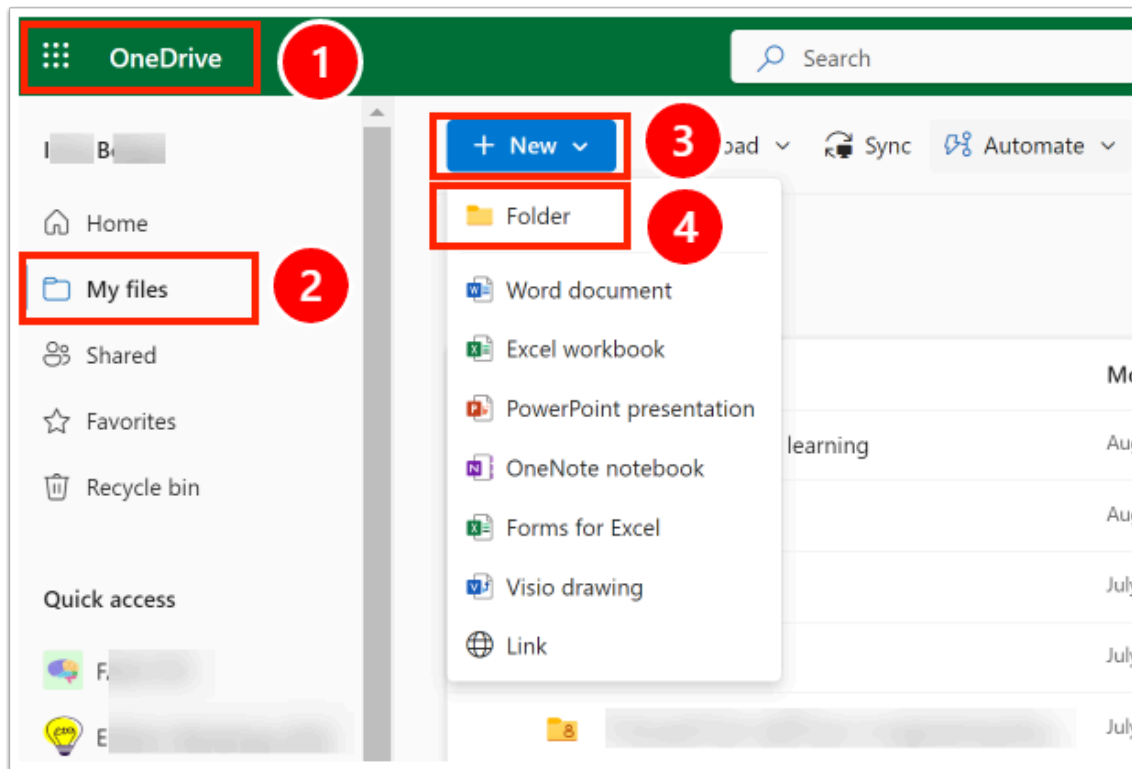 OneDrive
1
Search
+ New
3
Sync
Automate
Folder
4
Home
My files
2
Word document
Shared
Excel workbook
PowerPoint presentation
Favorites
learning
OneNote notebook
Recycle bin
Forms for Excel
Visio drawing
Quick access
Link